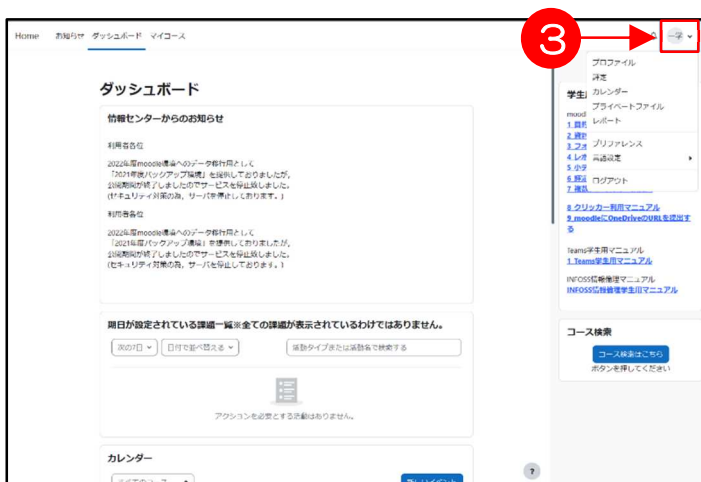 Home お知らせ ダッシュボード マイコース
3
一学
プロファイル
評定
カレンダー
プライベートファイル
レポート
プリファレンス
言語設定
ログアウト
ダッシュボード
情報センターからのお知らせ
利用者各位
2022年度moodle環境へのデータ移行用として
「2021年度バックアップ環境」を提供しておりましたが、
公開期間が終了しましたのでサービスを停止致しました。
(セキュリティ対策の為、サーバを停止しております。)
利用者各位
2022年度moodle環境へのデータ移行用として
「2021年度バックアップ環境」を提供しておりましたが、
公開期間が終了しましたのでサービスを停止致しました。
(セキュリティ対策の為、サーバを停止しております。)
期日が設定されている課題一覧※全ての課題が表示されているわけではありません。
次の7日
日付で並べ替える
活動タイプまたは活動名で検索する
アクションを必要とする活動はありません。
カレンダー
新しいイベント
学生
mood
8 クリッカー利用マニュアル
9 moodleにOneDriveのURLを提出す
る
Teams学生用マニュアル
1 Teams学生用マニュアル
INFOSS情報倫理マニュアル
INFOSS情報倫理学生用マニュアル
コース検索
コース検索はこちら
ボタンを押してください
?